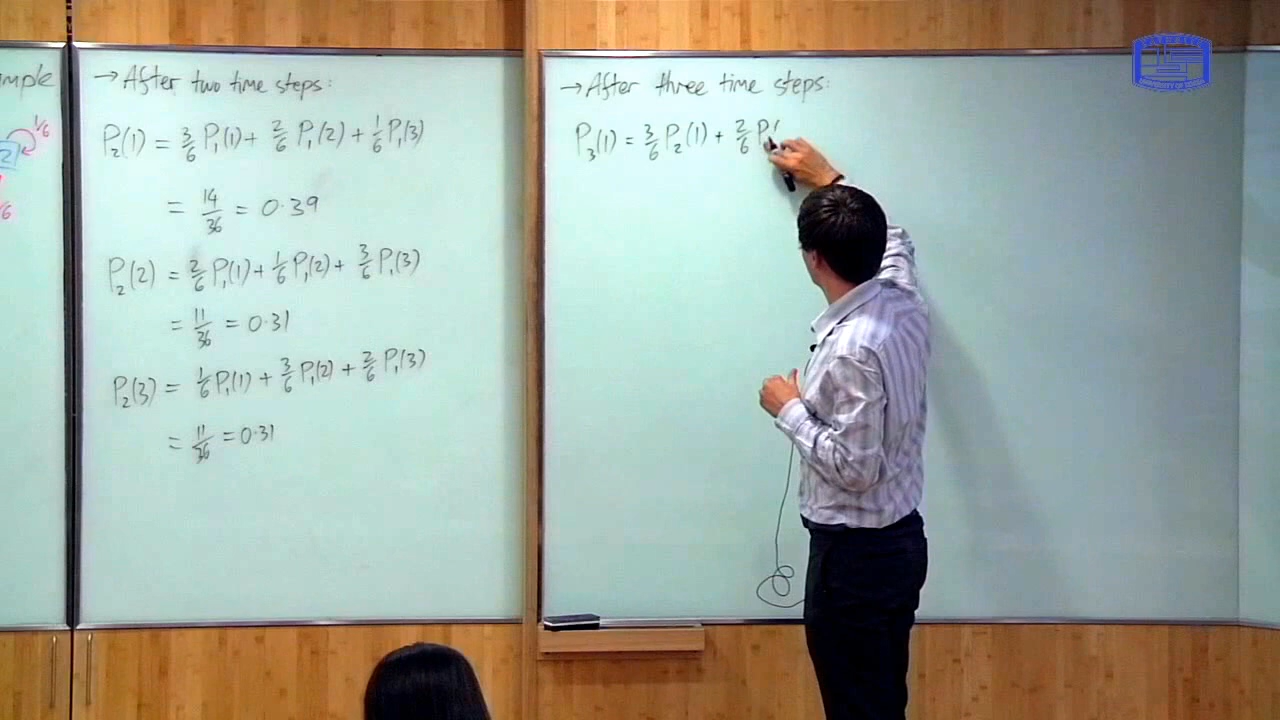 ample
1/6
2
/6
→ After two time steps:
P₂(1) = 3/6 P₁(1) + 2/6 P₁(2) + 1/6 P₁(3)
= 14/36 = 0.39
P₂(2) = 2/6 P₁(1) + 1/6 P₁(2) + 3/6 P₁(3)
= 11/36 = 0.31
P₂(3) = 1/6 P₁(1) + 3/6 P₁(2) + 2/6 P₁(3)
= 11/36 = 0.31
→ After three time steps:
P₃(1) = 3/6 P₂(1) + 2/6 P